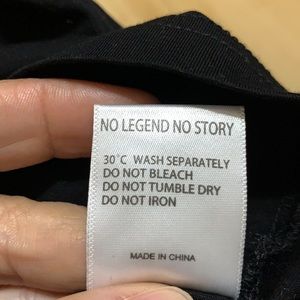 NO LEGEND NO STORY
30°C WASH SEPARATELY
DO NOT BLEACH
DO NOT TUMBLE DRY
DO NOT IRON
MADE IN CHINA